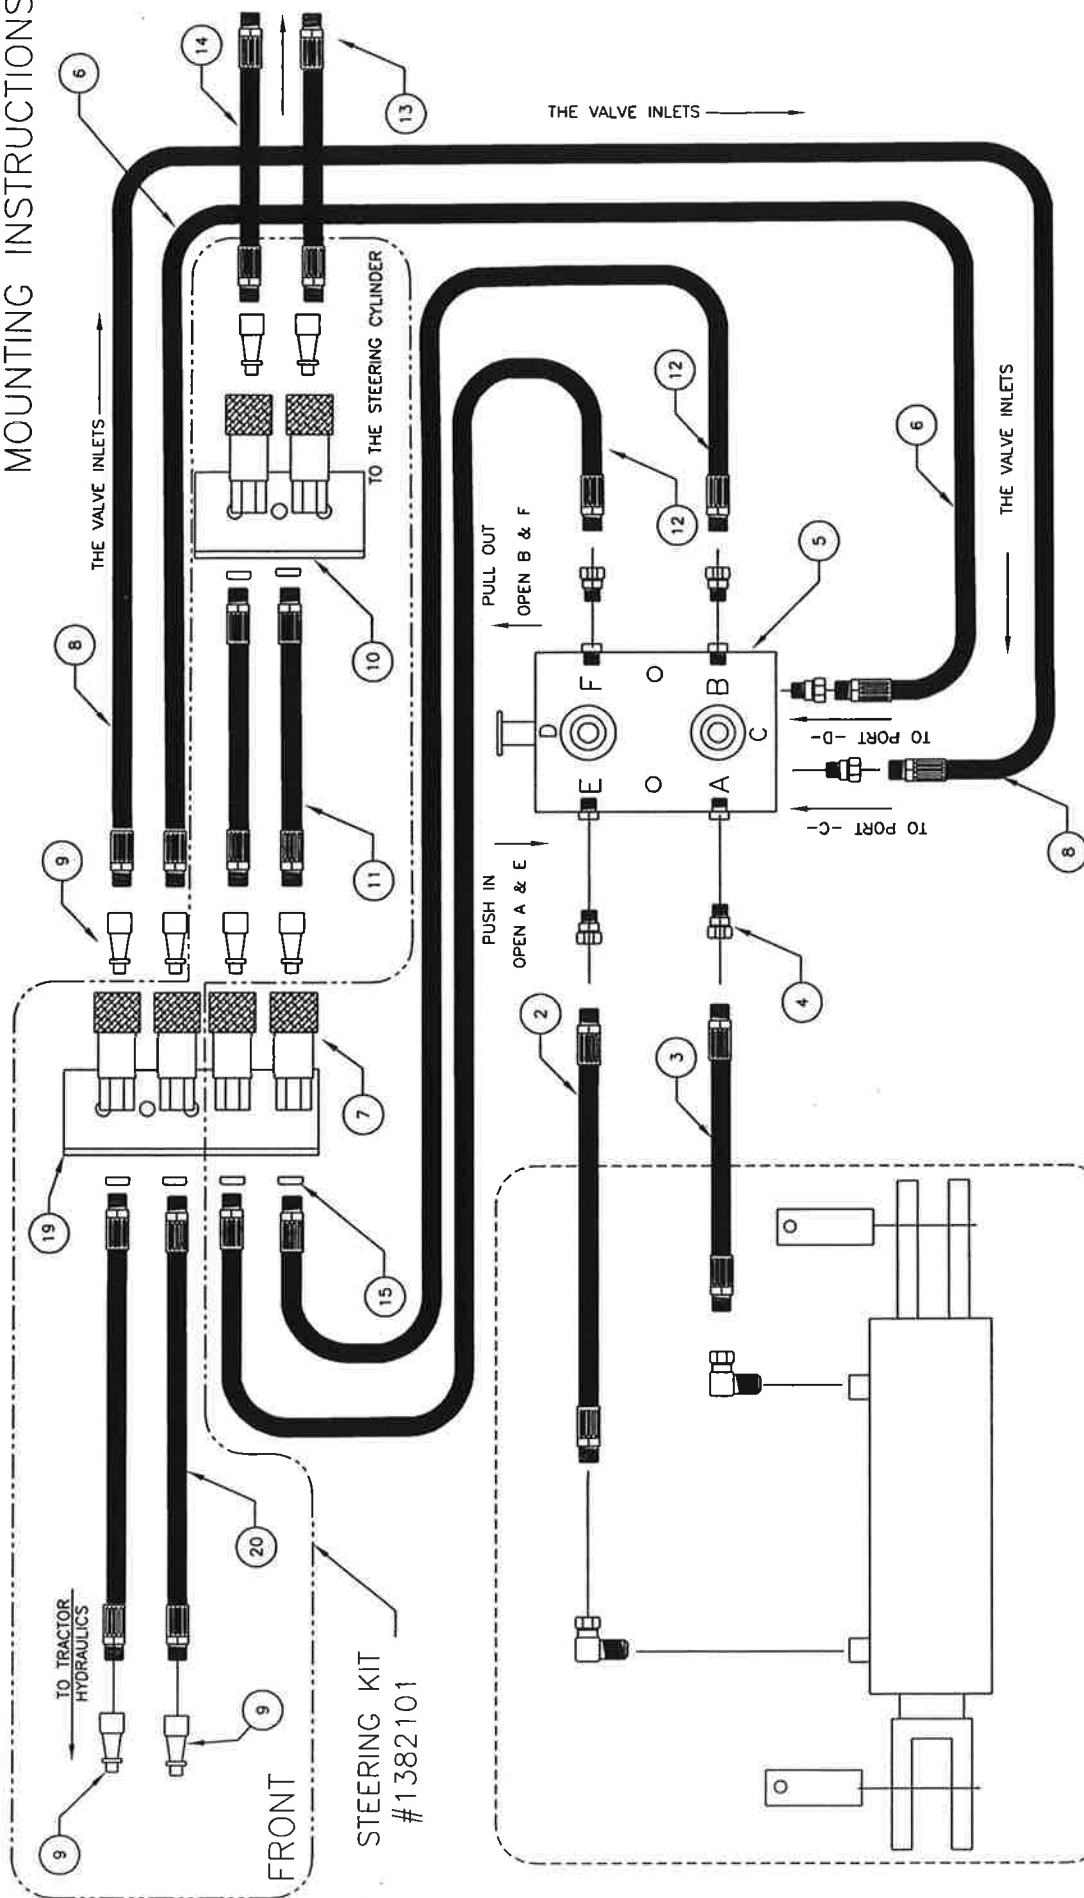 MOUNTING INSTRUCTIONS
14
6
13
THE VALVE INLETS
THE VALVE INLETS
TO THE STEERING CYLINDER
8
10
9
11
19
7
15
20
TO TRACTOR
HYDRAULICS
9
9
FRONT
STEERING KIT
#1382101
12
12
PULL OUT
OPEN B & F
5
6
THE VALVE INLETS
D
F
B
C
E
A
TO PORT -D-
TO PORT -C-
8
PUSH IN
OPEN A & E
2
3
4